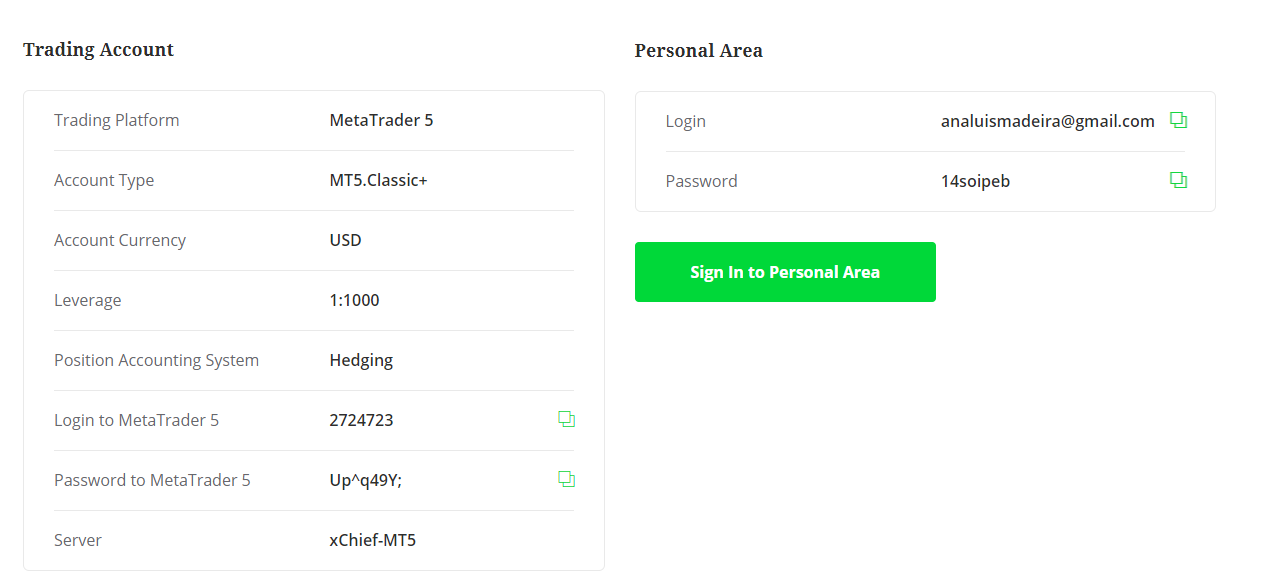 Trading Account
Trading Platform MetaTrader 5
Account Type MT5.Classic+
Account Currency USD
Leverage 1:1000
Position Accounting System Hedging
Login to MetaTrader 5 2724723
Password to MetaTrader 5 Up^q49Y;
Server xChief-MT5
Personal Area
Login analuismadeira@gmail.com
Password 14soipeb
Sign In to Personal Area